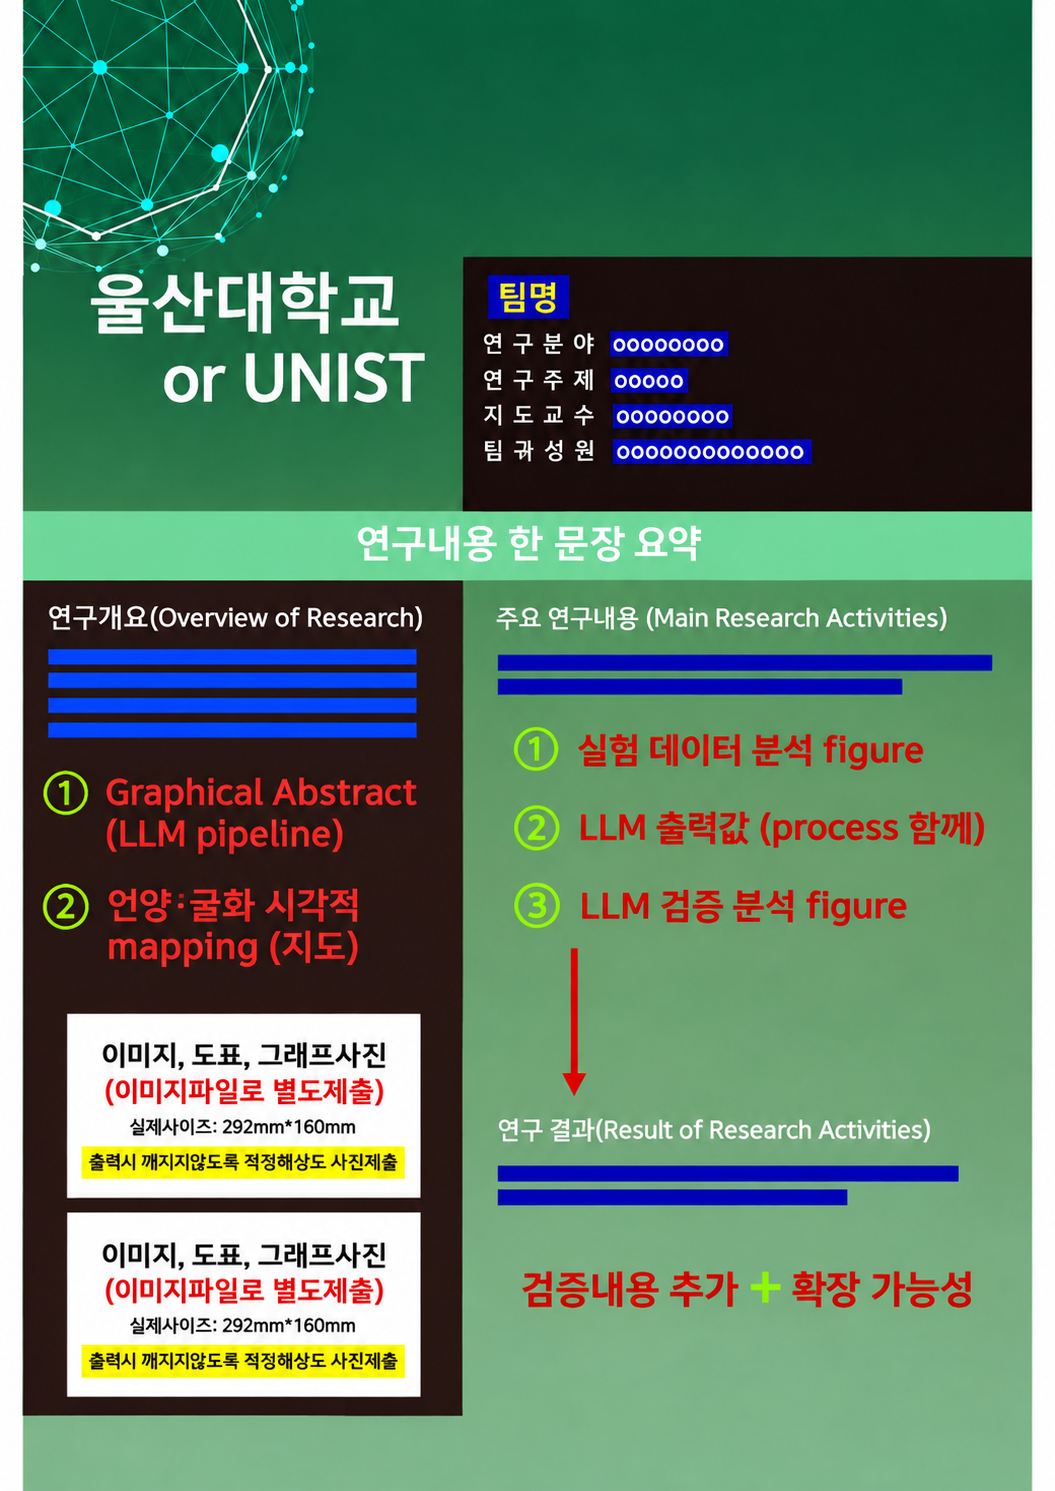 울산대학교
or UNIST
팀명
연구분야 oooooooo
연구주제 ooooo
지도교수 oooooooo
성원 ooooooooooooo
연구내용 한 문장 요약
연구개요(Overview of Research)
① Graphical Abstract
(LLM pipeline)
② 언양·굴화 시각적
mapping (지도)
이미지, 도표, 그래프사진
(이미지파일로 별도제출)
실제사이즈: 292mm*160mm
출력시 깨지지않도록 적정해상도 사진제출
이미지, 도표, 그래프사진
(이미지파일로 별도제출)
실제사이즈: 292mm*160mm
출력시 깨지지않도록 적정해상도 사진제출
주요 연구내용 (Main Research Activities)
① 실험 데이터 분석 figure
② LLM 출력값 (process 함께)
③ LLM 검증 분석 figure
연구 결과(Result of Research Activities)
검증내용 추가 + 확장 가능성